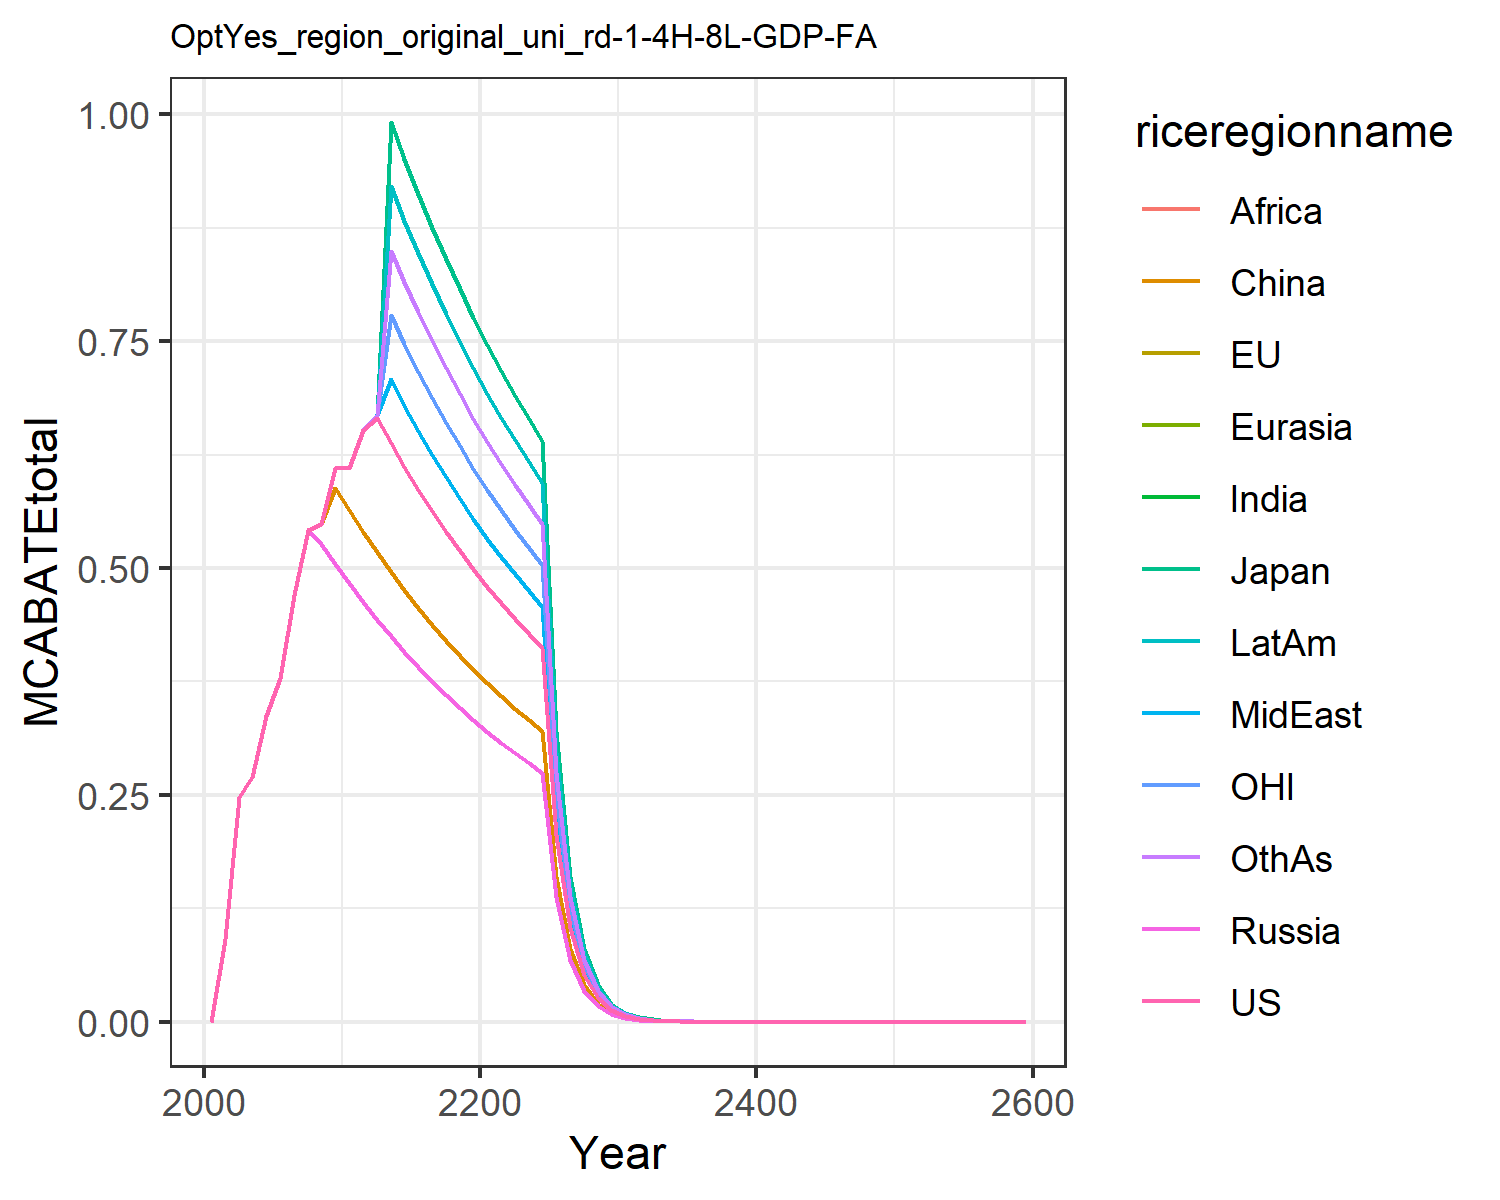 OptYes_region_original_uni_rd-1-4H-8L-GDP-FA
MCABATEtotal
1.00
0.75
0.50
0.25
0.00
2000
2200
2400
2600
Year
riceregionname
Africa
China
EU
Eurasia
India
Japan
LatAm
MidEast
OHI
OthAs
Russia
US